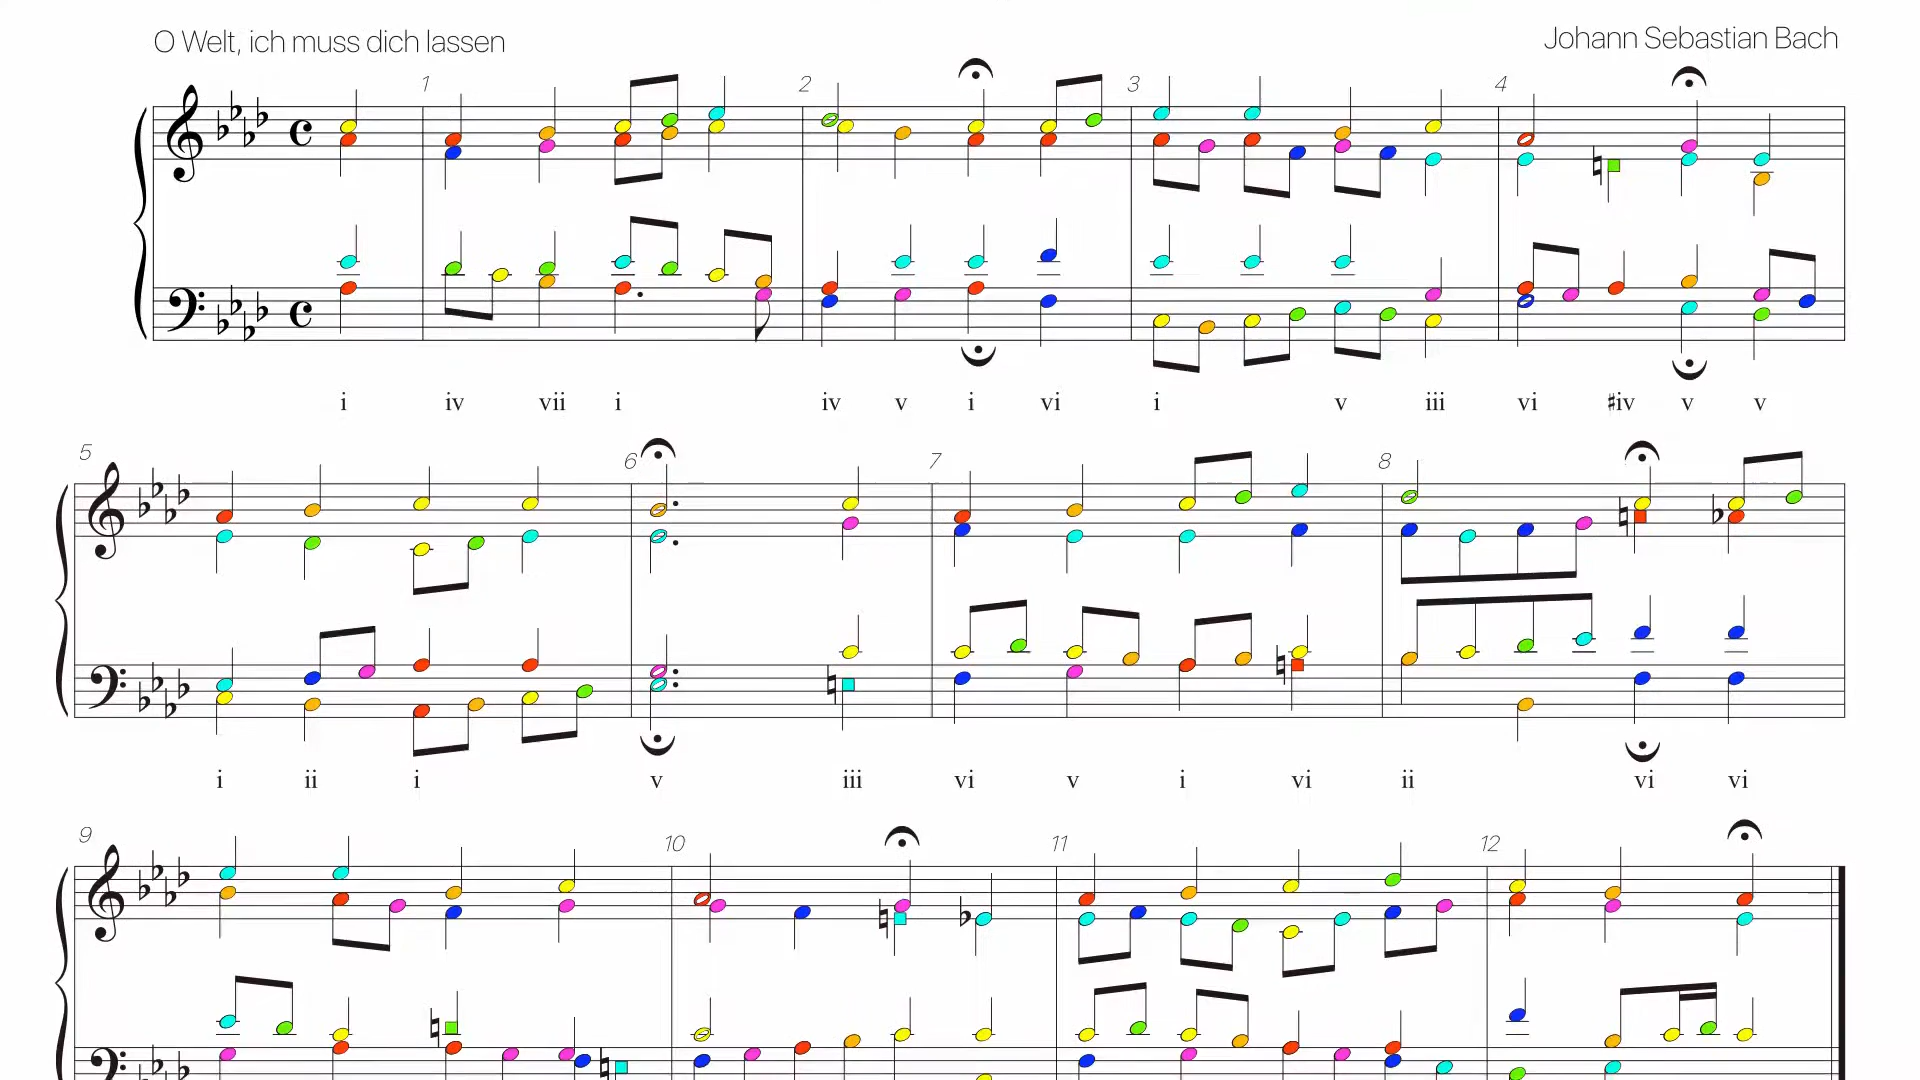 O Welt, ich muss dich lassen Johann Sebastian Bach
1 2 3 4
i iv vii i iv v i vi i v iii vi ♯iv v v
5 6 7 8
i ii i v iii vi v i vi ii vi vi
9 10 11 12